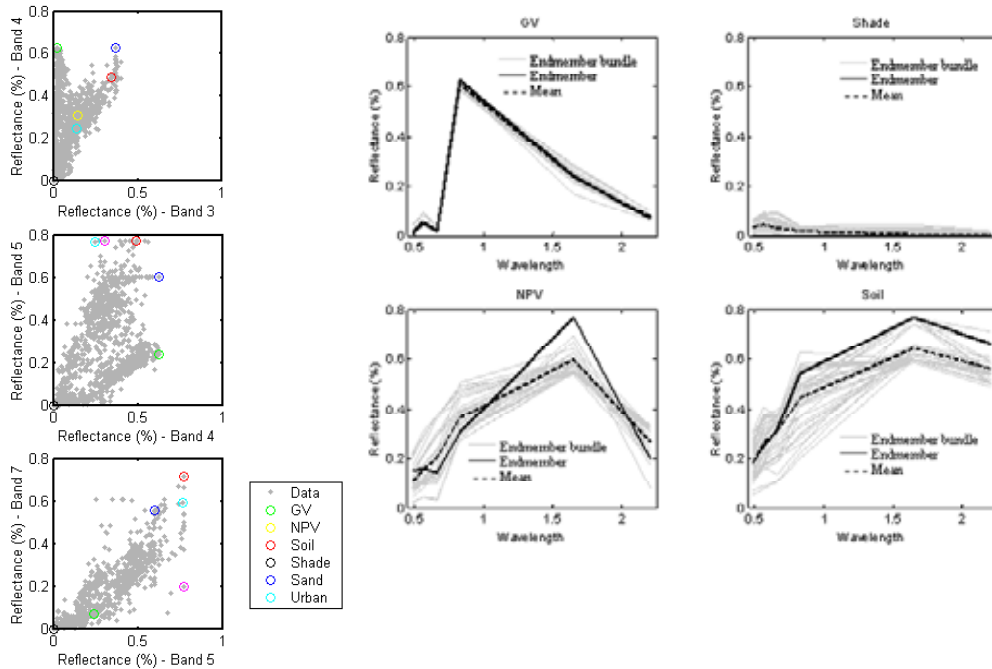 0.8
0.6
0.4
0.2
0
0 0.5 1
Reflectance (%) - Band 4
Reflectance (%) - Band 3
0.8
0.6
0.4
0.2
0
0 0.5 1
Reflectance (%) - Band 5
Reflectance (%) - Band 4
0.8
0.6
0.4
0.2
0
0 0.5 1
Reflectance (%) - Band 7
Reflectance (%) - Band 5
Data
GV
NPV
Soil
Shade
Sand
Urban
GV
0.8
0.6
0.4
0.2
0
0.5 1 1.5 2
Reflectance (%)
Wavelength
Endmember bundle
Endmember
Mean
Shade
0.8
0.6
0.4
0.2
0
0.5 1 1.5 2
Reflectance (%)
Wavelength
Endmember bundle
Endmember
Mean
NPV
0.8
0.6
0.4
0.2
0
0.5 1 1.5 2
Reflectance (%)
Wavelength
Endmember bundle
Endmember
Mean
Soil
0.8
0.6
0.4
0.2
0
0.5 1 1.5 2
Reflectance (%)
Wavelength
Endmember bundle
Endmember
Mean